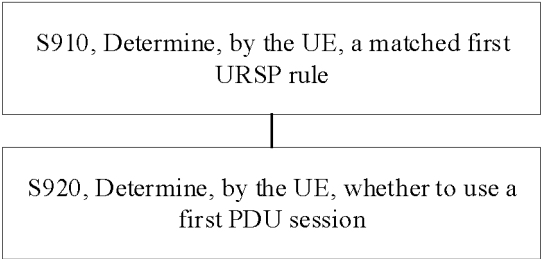 S910, Determine, by the UE, a matched first
URSP rule
S920, Determine, by the UE, whether to use a
first PDU session